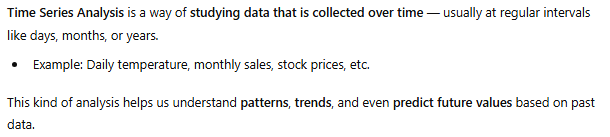 Time Series Analysis is a way of studying data that is collected over time — usually at regular intervals
like days, months, or years.
• Example: Daily temperature, monthly sales, stock prices, etc.
This kind of analysis helps us understand patterns, trends, and even predict future values based on past
data.